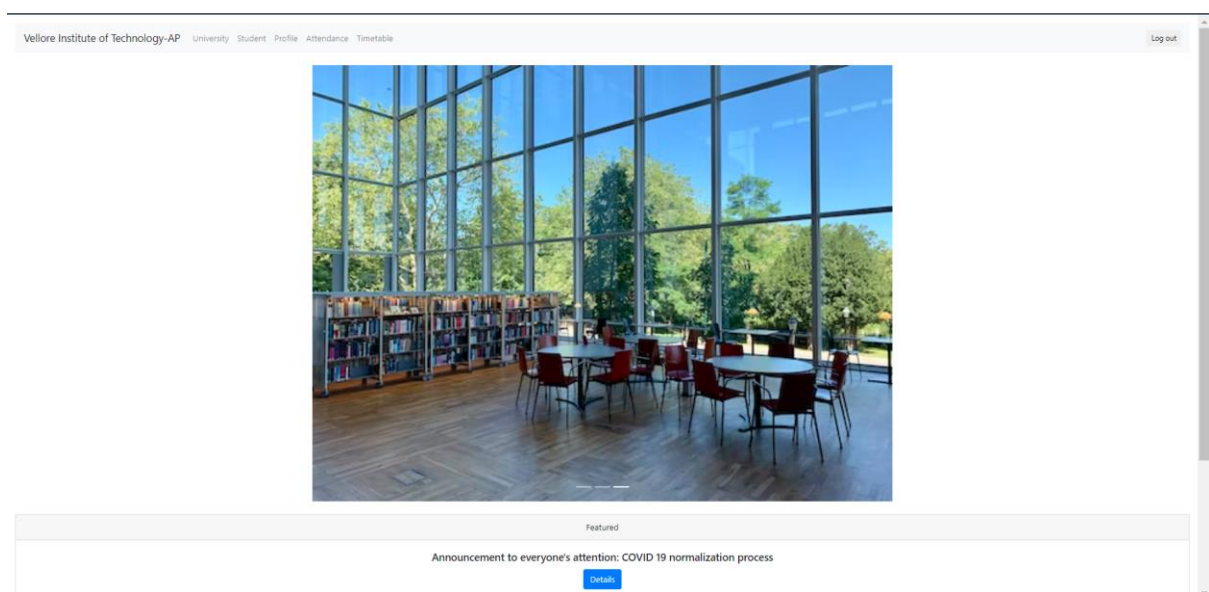 Vellore Institute of Technology-AP University Student Profile Attendance Timetable Log out
Featured
Announcement to everyone's attention: COVID 19 normalization process
Details